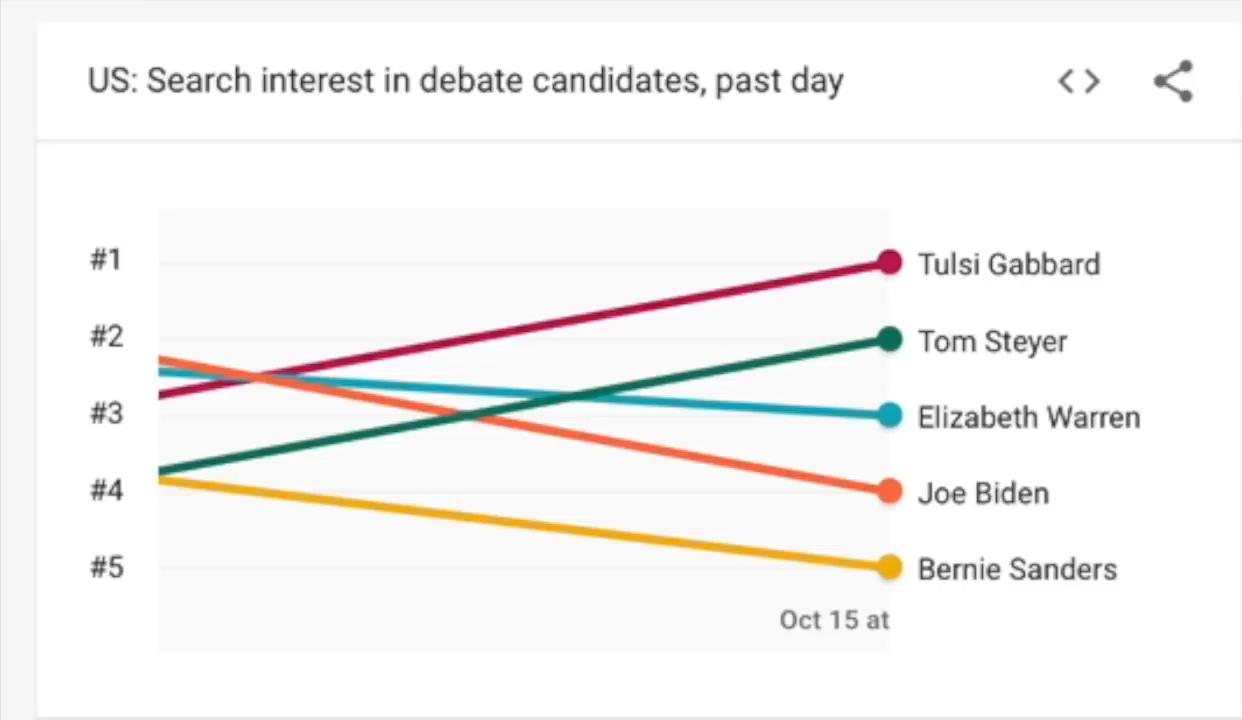 US: Search interest in debate candidates, past day
#1
Tulsi Gabbard
#2
Tom Steyer
#3
Elizabeth Warren
#4
Joe Biden
#5
Bernie Sanders
Oct 15 at